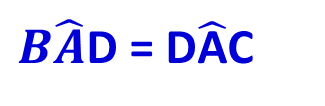 BÂD = DÂC